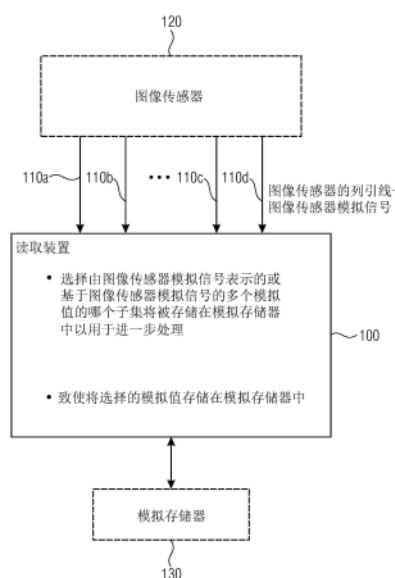 120
图像传感器
110a
110b
•••
110c
110d
图像传感器的列引线-
图像传感器模拟信号
读取装置
• 选择由图像传感器模拟信号表示的或
基于图像传感器模拟信号的多个模拟
值的哪个子集将被存储在模拟存储器
中以用于进一步处理
100
• 致使将选择的模拟值存储在模拟存储器中
模拟存储器
130